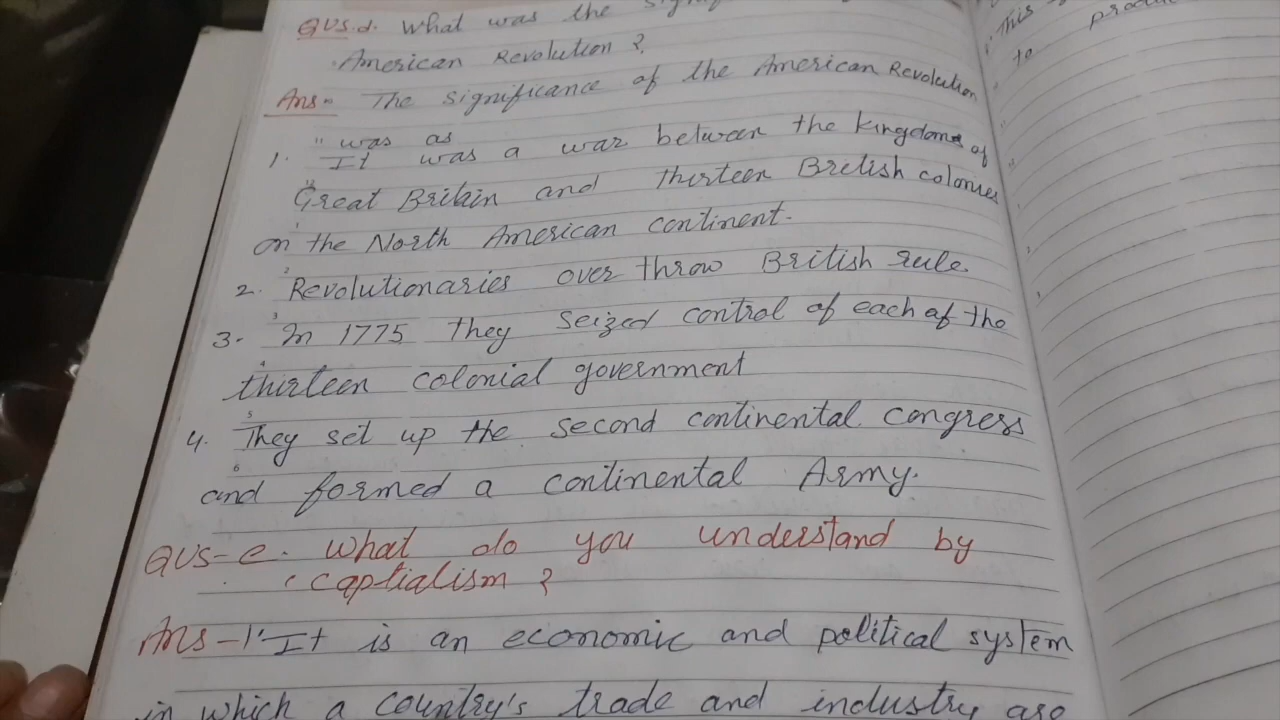 Qus.d. What was the
American Revolution ?
Ans- The significance of the American Revolution
" was as
1. It was a war between the kingdoms of
Great Britain and thirteen Bretish colonies
on the North American continent.
2. Revolutionaries over throw British rule.
3. In 1775 they seized control of each of the
thirteen colonial government
4. They set up the second continental congress
and formed a continental Army.
Qus-e. What do you understand by
captialism ?
Ans-1. It is an economic and political system
in which a country's trade and industry are
This
to